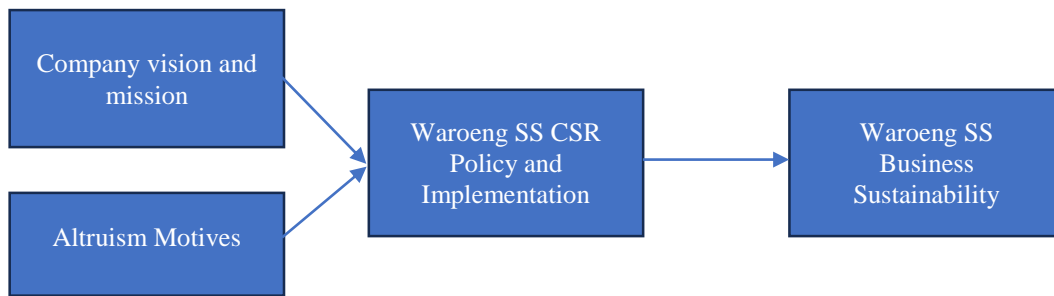 Company vision and
mission
Altruism Motives
Waroeng SS CSR
Policy and
Implementation
Waroeng SS
Business
Sustainability